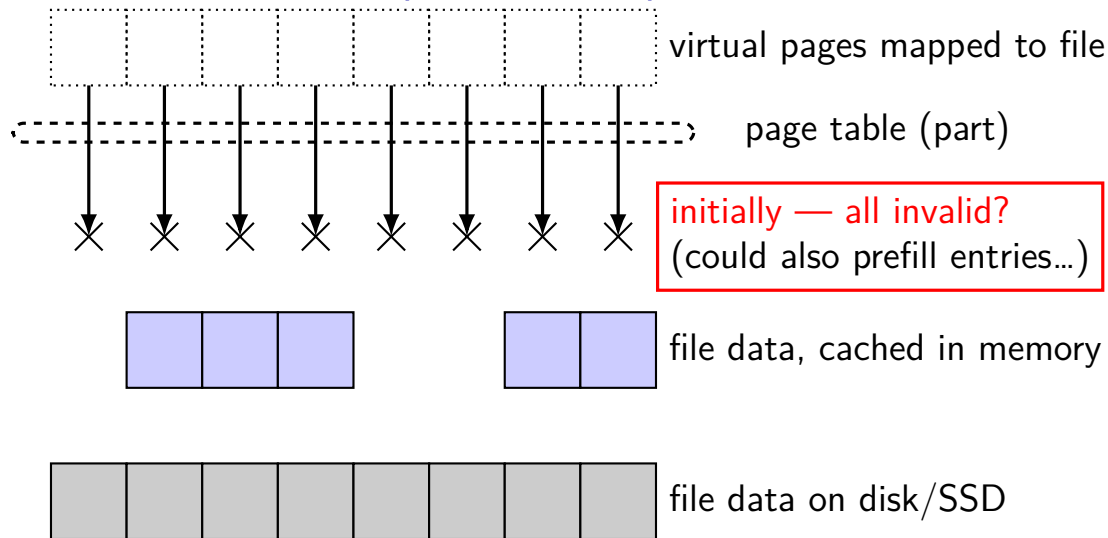 virtual pages mapped to file
page table (part)
initially — all invalid?
(could also prefill entries…)
file data, cached in memory
file data on disk/SSD